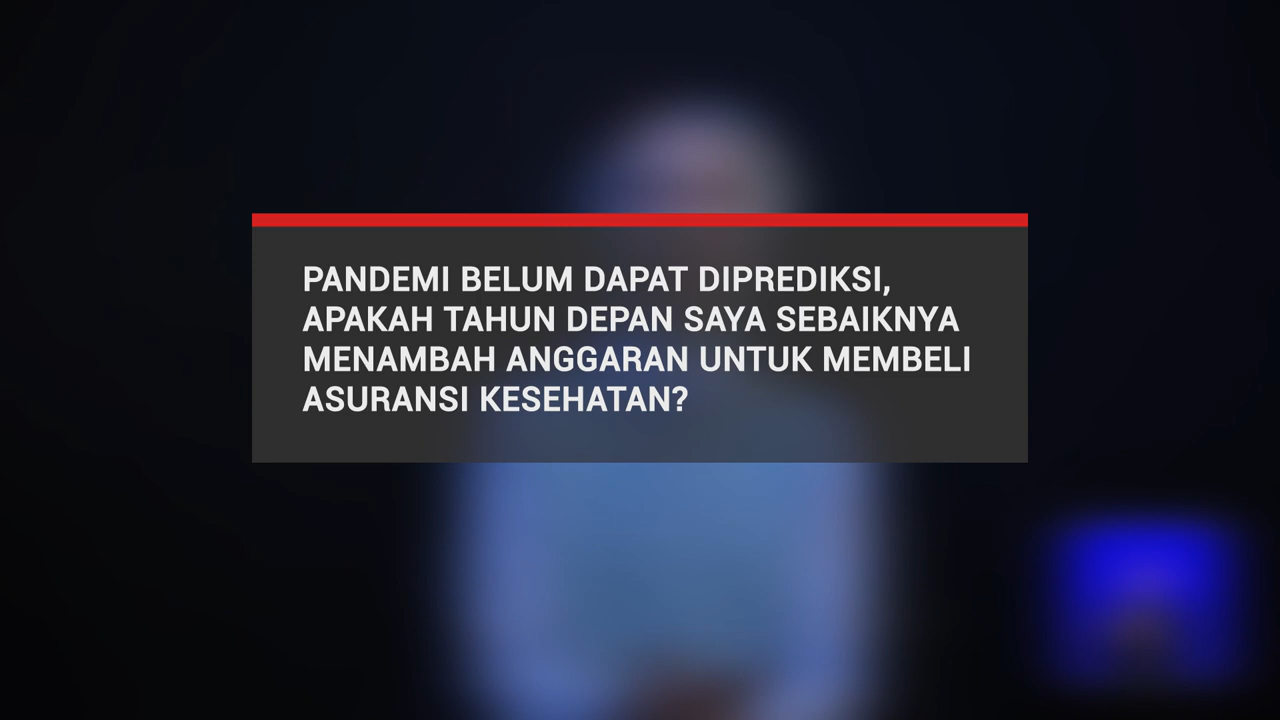 PANDEMI BELUM DAPAT DIPREDIKSI,
APAKAH TAHUN DEPAN SAYA SEBAIKNYA
MENAMBAH ANGGARAN UNTUK MEMBELI
ASURANSI KESEHATAN?